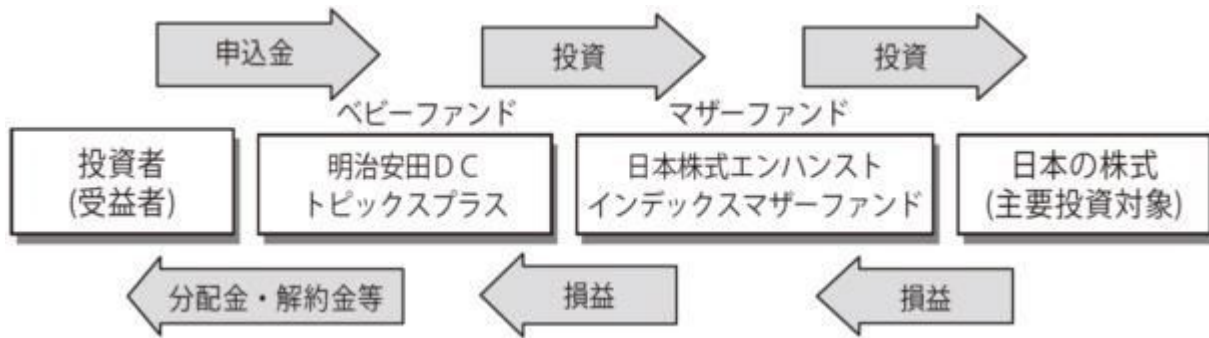 申込金
投資
投資
ベビーファンド
マザーファンド
投資者
(受益者)
明治安田ＤＣ
トピックスプラス
日本株式エンハンスト
インデックスマザーファンド
日本の株式
(主要投資対象)
分配金・解約金等
損益
損益